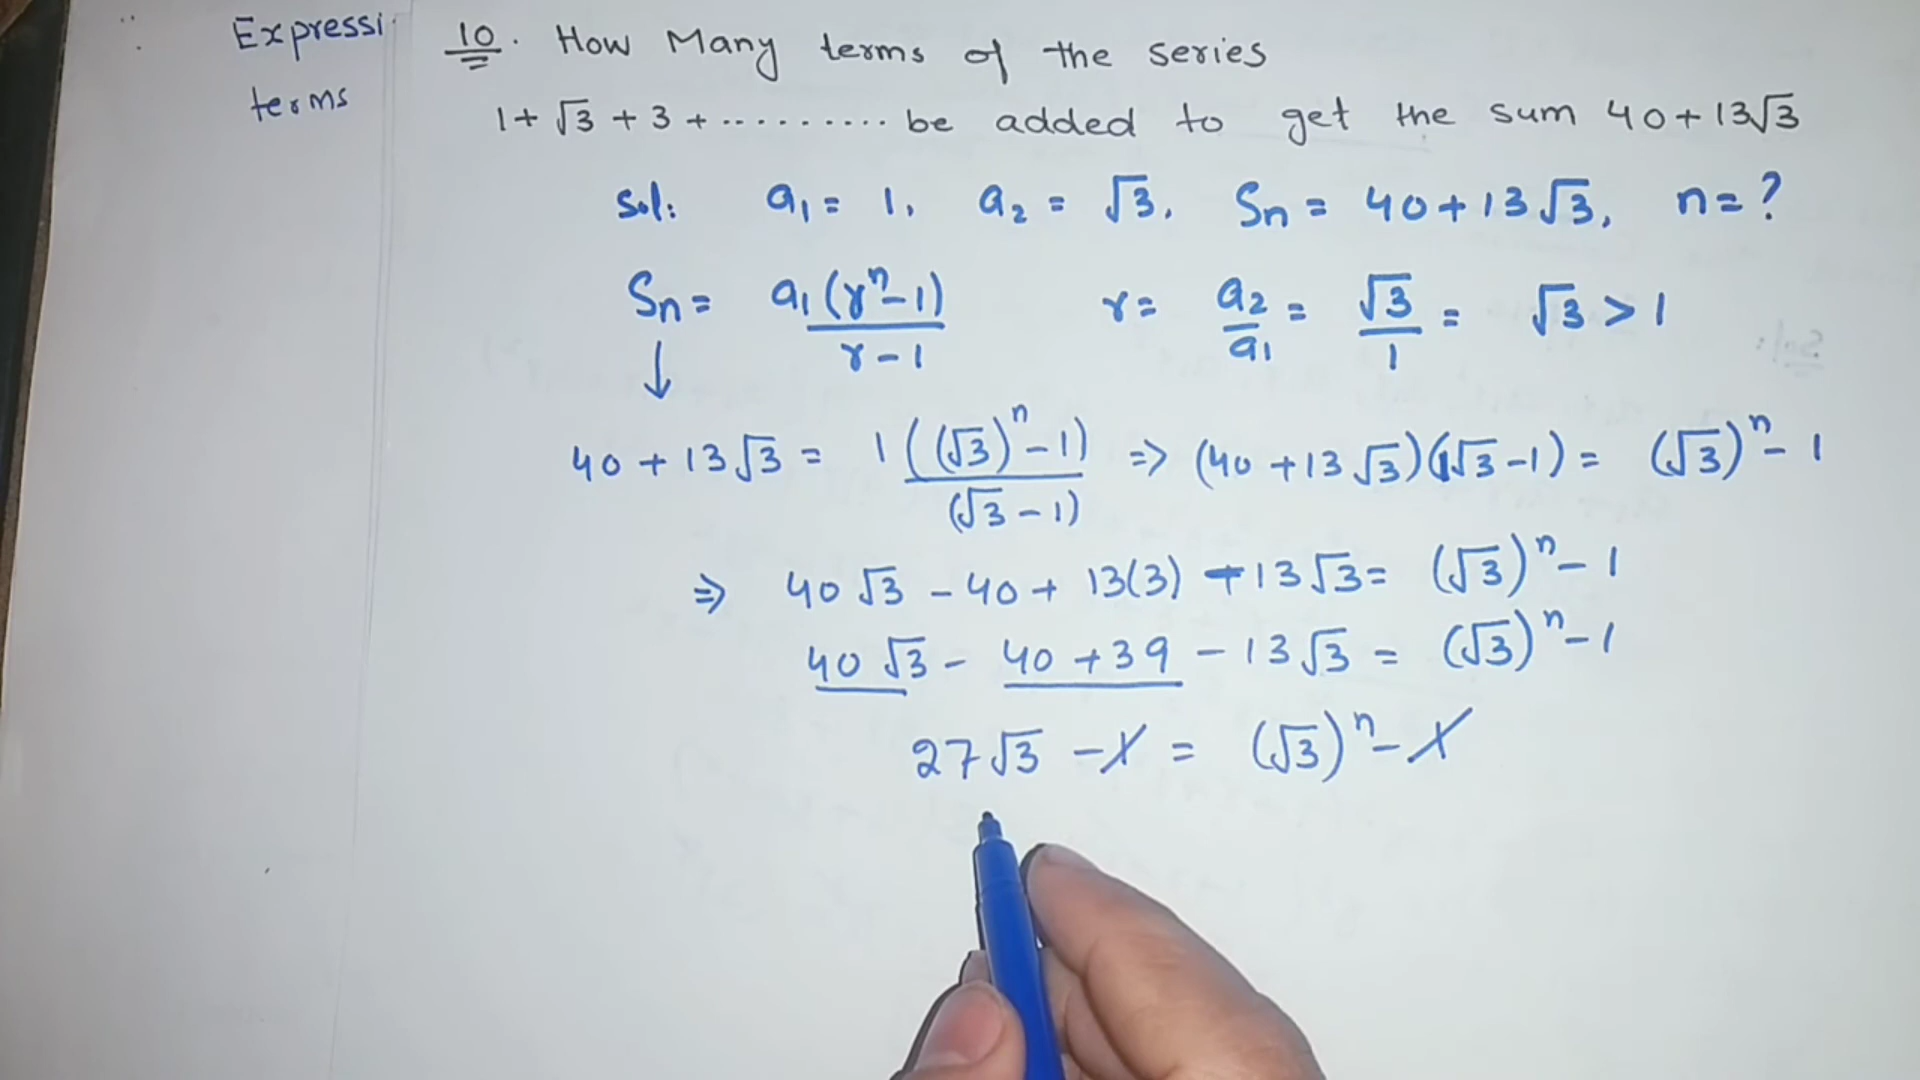 Expressi
terms
10. How Many terms of the series
1 + √3 + 3 + .......... be added to get the sum 40 + 13√3
Sol: a₁ = 1, a₂ = √3, Sn = 40 + 13√3, n = ?
Sn = a₁(rⁿ - 1) / r - 1    r = a₂/a₁ = √3/1 = √3 > 1
↓
40 + 13√3 = 1((√3)ⁿ - 1) / (√3 - 1) ⇒ (40 + 13√3)(√3 - 1) = (√3)ⁿ - 1
⇒ 40√3 - 40 + 13(3) - 13√3 = (√3)ⁿ - 1
40√3 - 40 + 39 - 13√3 = (√3)ⁿ - 1
27√3 - 1 = (√3)ⁿ - 1